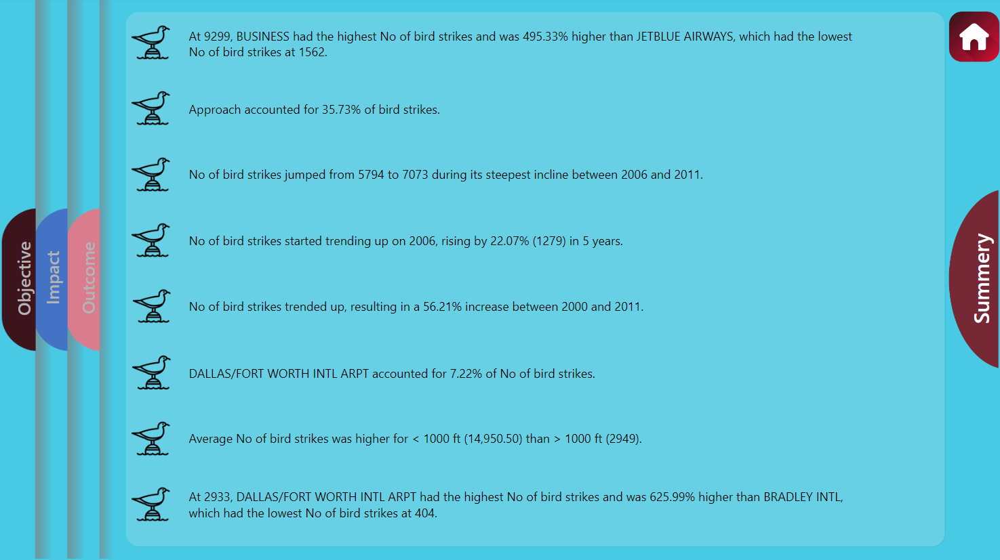 At 9299, BUSINESS had the highest No of bird strikes and was 495.33% higher than JETBLUE AIRWAYS, which had the lowest
No of bird strikes at 1562.
Approach accounted for 35.73% of bird strikes.
No of bird strikes jumped from 5794 to 7073 during its steepest incline between 2006 and 2011.
No of bird strikes started trending up on 2006, rising by 22.07% (1279) in 5 years.
No of bird strikes trended up, resulting in a 56.21% increase between 2000 and 2011.
DALLAS/FORT WORTH INTL ARPT accounted for 7.22% of No of bird strikes.
Average No of bird strikes was higher for < 1000 ft (14,950.50) than > 1000 ft (2949).
At 2933, DALLAS/FORT WORTH INTL ARPT had the highest No of bird strikes and was 625.99% higher than BRADLEY INTL,
which had the lowest No of bird strikes at 404.
Objective
Impact
Outcome
Summery